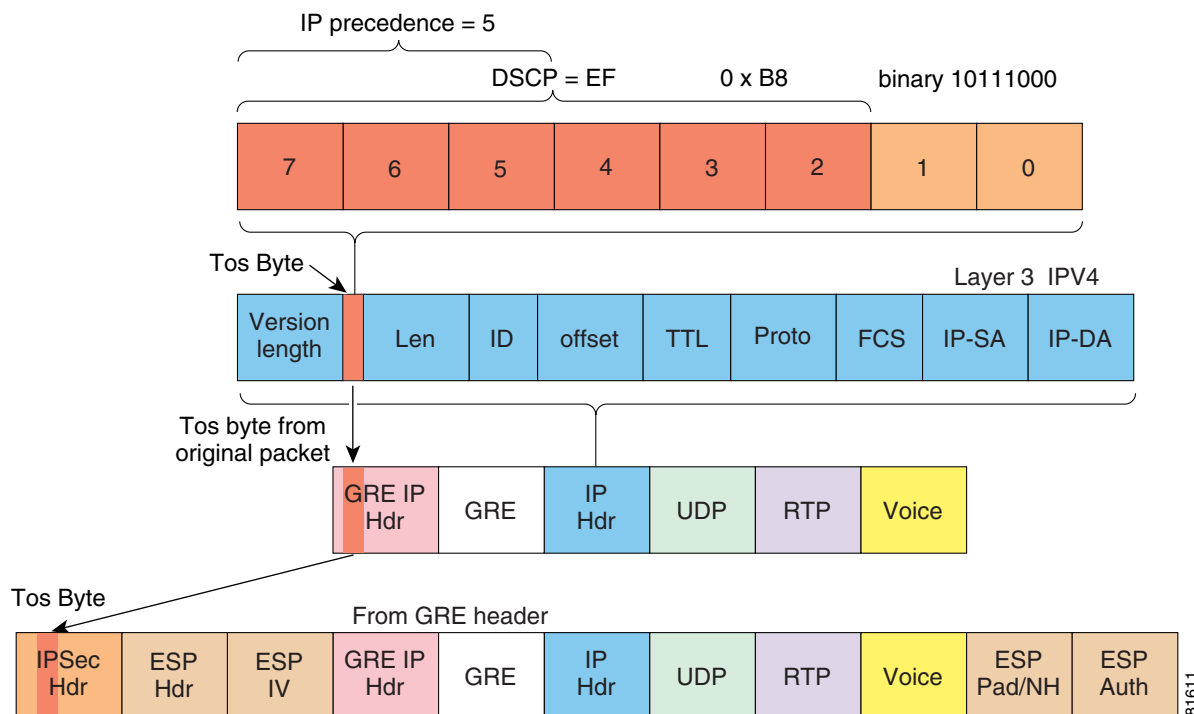 IP precedence = 5
DSCP = EF 0 x B8 binary 10111000
7 6 5 4 3 2 1 0
Tos Byte
Layer 3 IPV4
Version
length
Len ID offset TTL Proto FCS IP-SA IP-DA
Tos byte from
original packet
GRE IP
Hdr
GRE
IP
Hdr
UDP
RTP
Voice
Tos Byte
From GRE header
IPSec
Hdr
ESP
Hdr
ESP
IV
GRE IP
Hdr
GRE
IP
Hdr
UDP
RTP
Voice
ESP
Pad/NH
ESP
Auth
81611